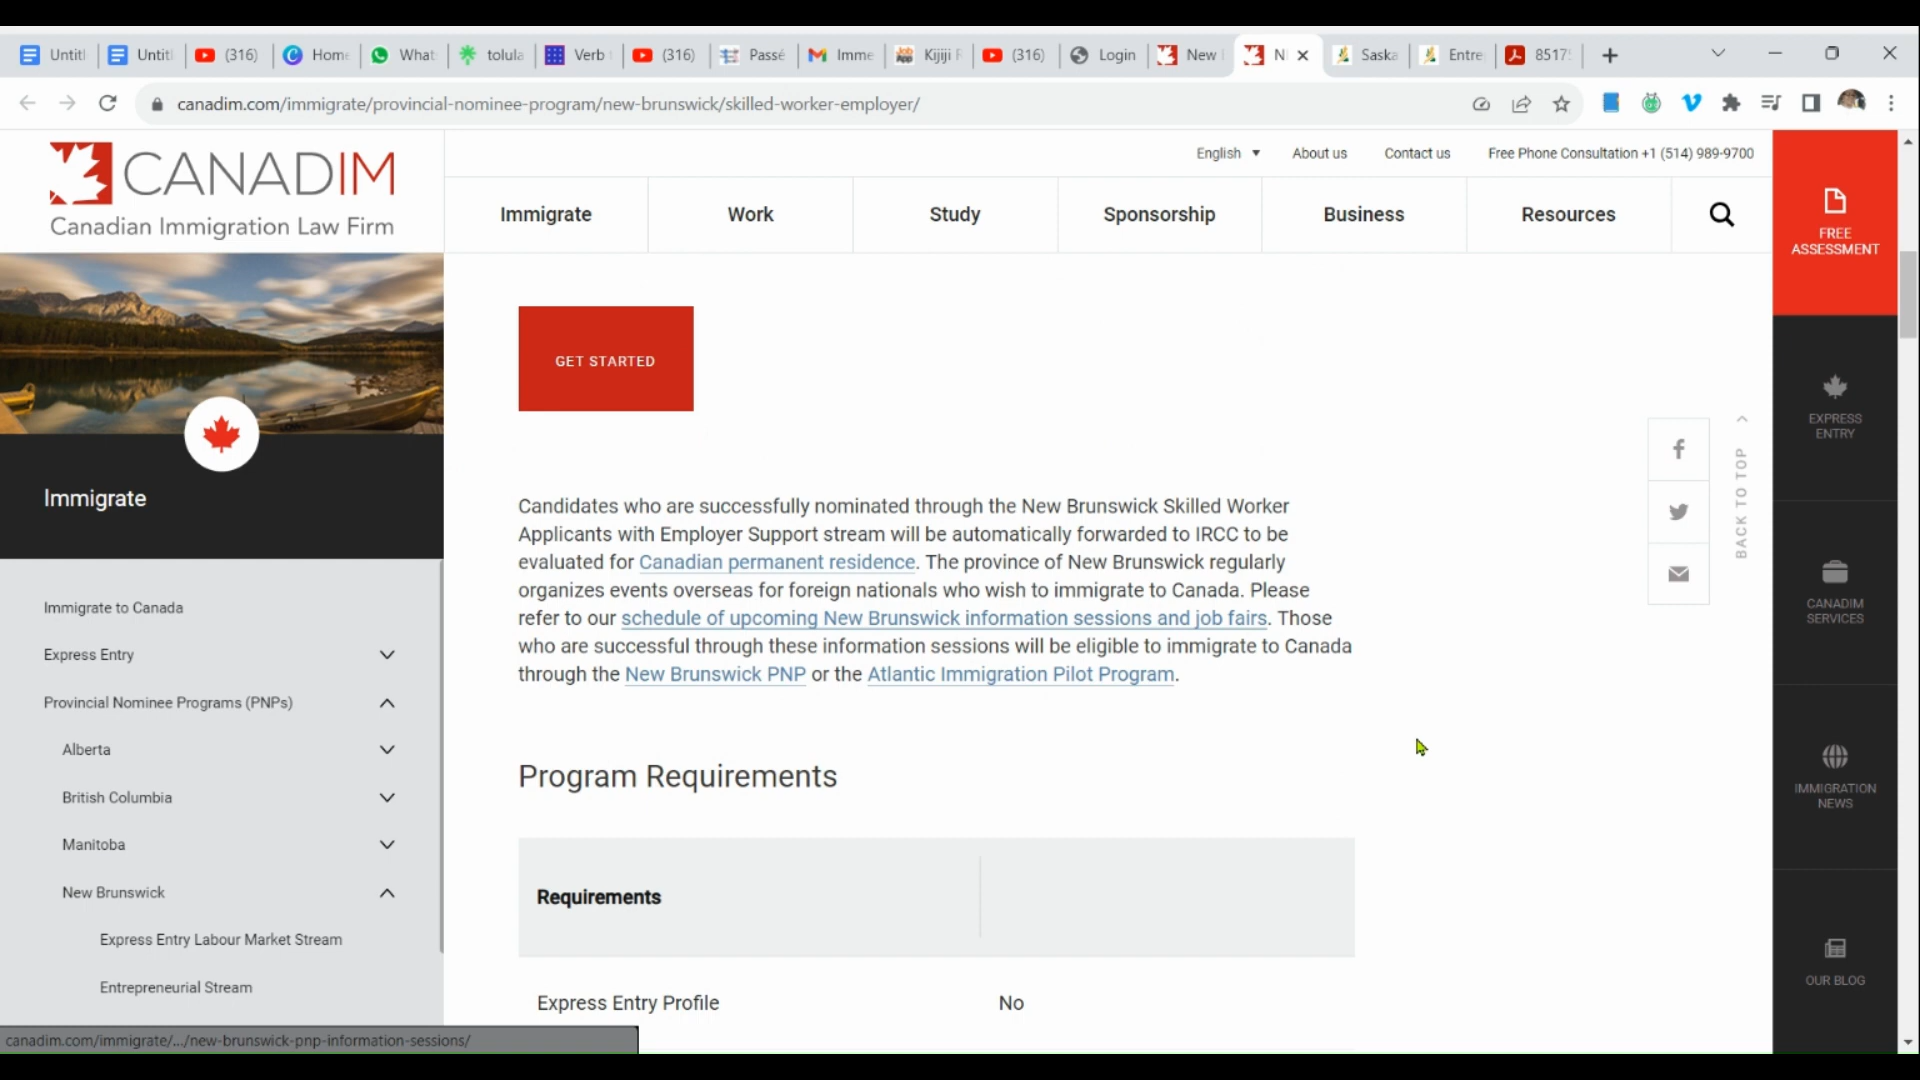 Untitl
Untitl
(316)
Home
What
tolula
Verb
(316)
Passé
Imme
Kijiji R
(316)
Login
New
N
Saska
Entre
8517
canadim.com/immigrate/provincial-nominee-program/new-brunswick/skilled-worker-employer/
CANADIM
Canadian Immigration Law Firm
English
About us
Contact us
Free Phone Consultation +1 (514) 989-9700
Immigrate
Work
Study
Sponsorship
Business
Resources
FREE
ASSESSMENT
EXPRESS
ENTRY
CANADIM
SERVICES
IMMIGRATION
NEWS
OUR BLOG
BACK TO TOP
Immigrate
Immigrate to Canada
Express Entry
Provincial Nominee Programs (PNPs)
Alberta
British Columbia
Manitoba
New Brunswick
Express Entry Labour Market Stream
Entrepreneurial Stream
GET STARTED
Candidates who are successfully nominated through the New Brunswick Skilled Worker
Applicants with Employer Support stream will be automatically forwarded to IRCC to be
evaluated for Canadian permanent residence. The province of New Brunswick regularly
organizes events overseas for foreign nationals who wish to immigrate to Canada. Please
refer to our schedule of upcoming New Brunswick information sessions and job fairs. Those
who are successful through these information sessions will be eligible to immigrate to Canada
through the New Brunswick PNP or the Atlantic Immigration Pilot Program.
Program Requirements
Requirements
Express Entry Profile No
canadim.com/immigrate/.../new-brunswick-pnp-information-sessions/